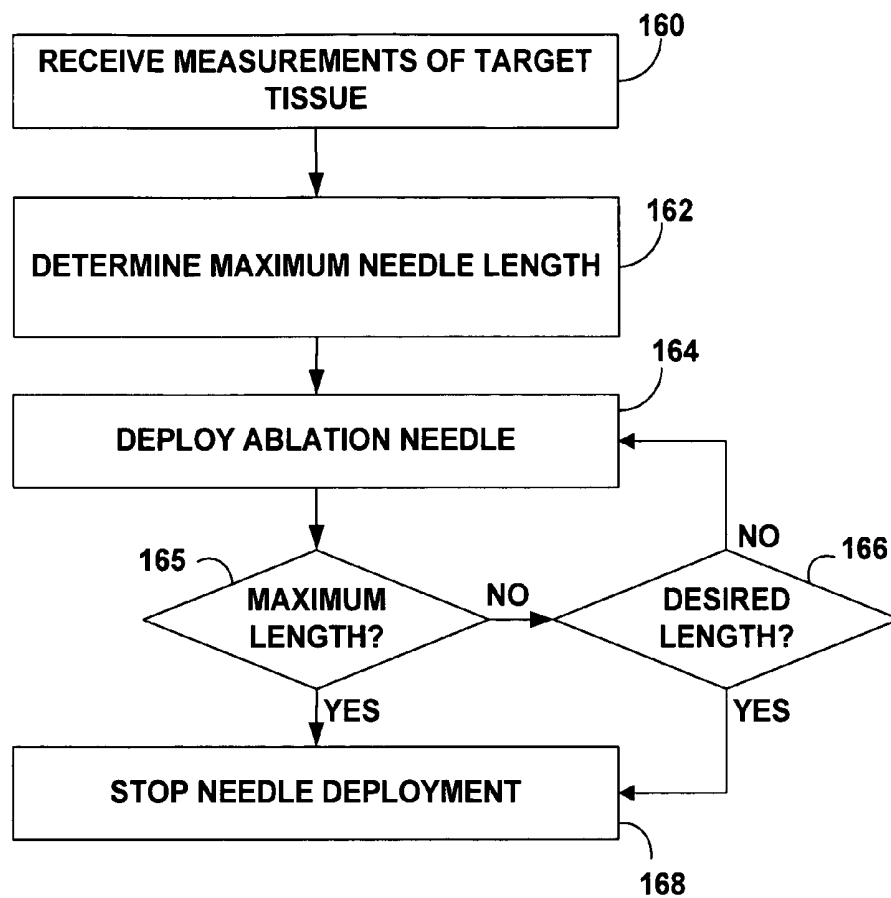 160
RECEIVE MEASUREMENTS OF TARGET
TISSUE
162
DETERMINE MAXIMUM NEEDLE LENGTH
164
DEPLOY ABLATION NEEDLE
165
MAXIMUM
LENGTH?
NO
YES
NO
166
DESIRED
LENGTH?
YES
STOP NEEDLE DEPLOYMENT
168